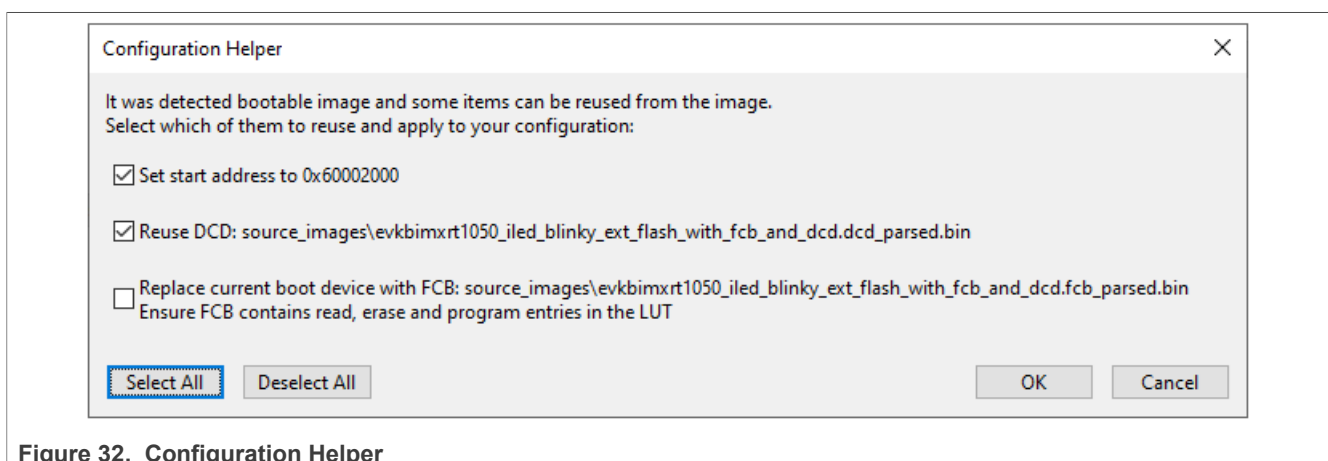 Configuration Helper
It was detected bootable image and some items can be reused from the image.
Select which of them to reuse and apply to your configuration:
Set start address to 0x60002000
Reuse DCD: source_images\evkbimxrt1050_iled_blinky_ext_flash_with_fcb_and_dcd.dcd_parsed.bin
Replace current boot device with FCB: source_images\evkbimxrt1050_iled_blinky_ext_flash_with_fcb_and_dcd.fcb_parsed.bin
Ensure FCB contains read, erase and program entries in the LUT
Select All Deselect All OK Cancel
Figure 32. Configuration Helper